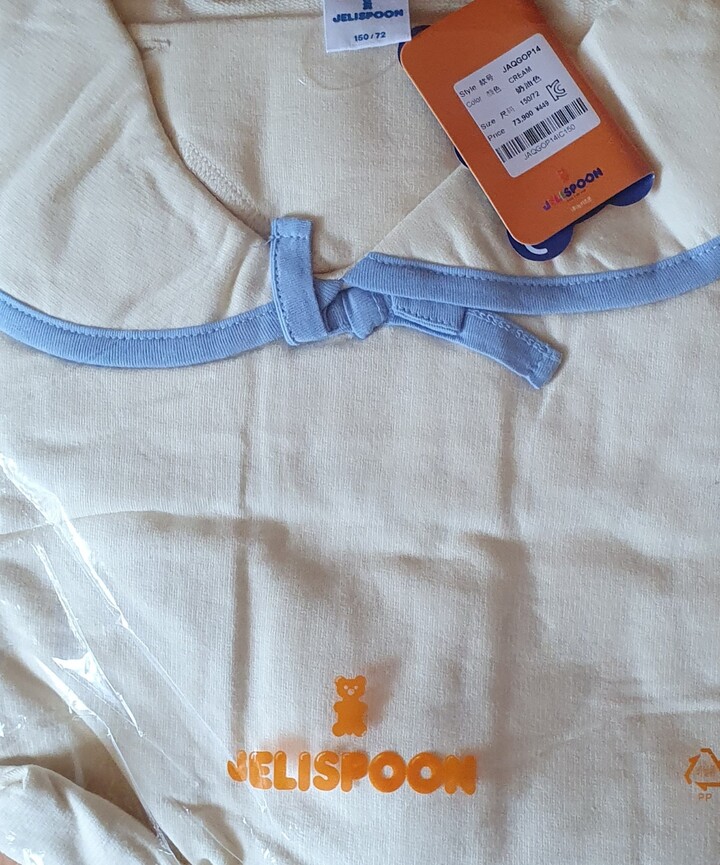 JELISPOON
150 / 72
Style 款号 JAQGOP14
Color 颜色 CREAM
奶油色
Size 尺码 150/72
Price 73,900 ¥449
JAQGOP14IC150
JELISPOON
JELISPOON
PP